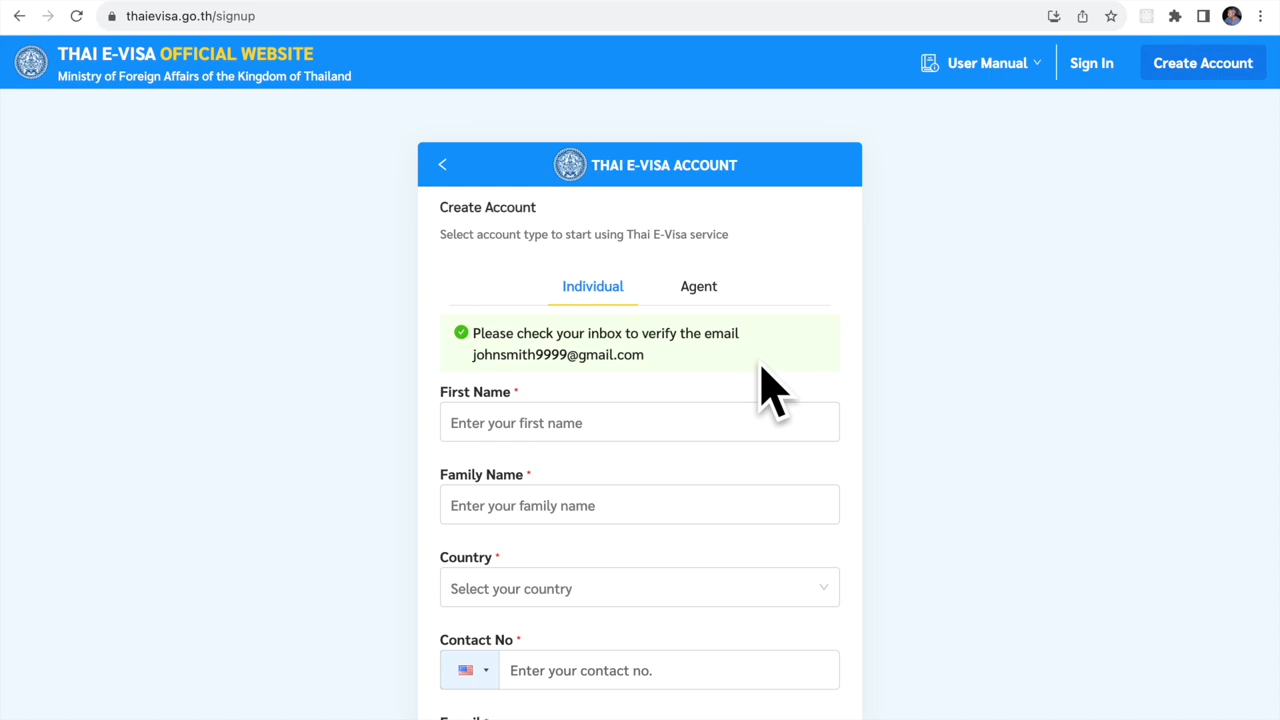 thaievisa.go.th/signup
THAI E-VISA OFFICIAL WEBSITE
Ministry of Foreign Affairs of the Kingdom of Thailand
User Manual
Sign In
Create Account
THAI E-VISA ACCOUNT
Create Account
Select account type to start using Thai E-Visa service
Individual
Agent
Please check your inbox to verify the email
johnsmith9999@gmail.com
First Name *
Enter your first name
Family Name *
Enter your family name
Country *
Select your country
Contact No *
Enter your contact no.